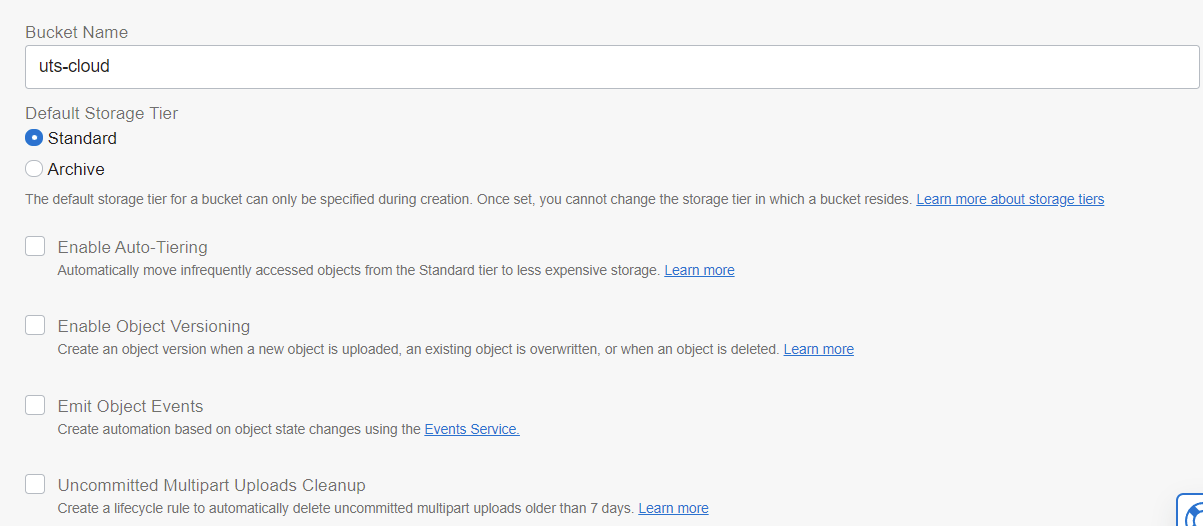 Bucket Name
uts-cloud
Default Storage Tier
Standard
Archive
The default storage tier for a bucket can only be specified during creation. Once set, you cannot change the storage tier in which a bucket resides. Learn more about storage tiers
Enable Auto-Tiering
Automatically move infrequently accessed objects from the Standard tier to less expensive storage. Learn more
Enable Object Versioning
Create an object version when a new object is uploaded, an existing object is overwritten, or when an object is deleted. Learn more
Emit Object Events
Create automation based on object state changes using the Events Service.
Uncommitted Multipart Uploads Cleanup
Create a lifecycle rule to automatically delete uncommitted multipart uploads older than 7 days. Learn more